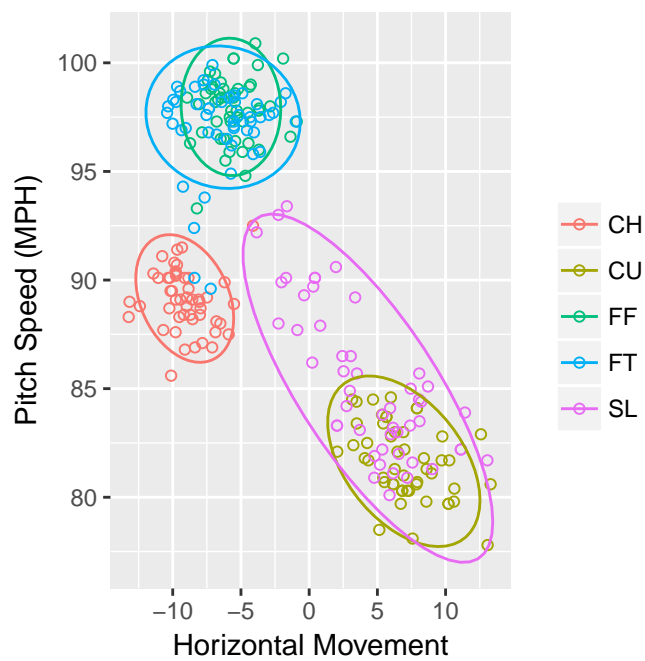 100
95
90
85
80
Pitch Speed (MPH)
−10
−5
0
5
10
Horizontal Movement
CH
CU
FF
FT
SL